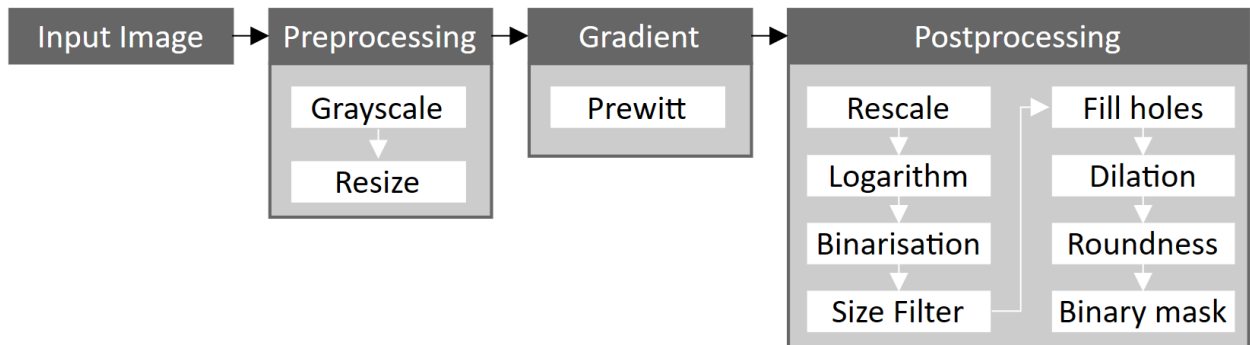 Input Image
Preprocessing
Grayscale
Resize
Gradient
Prewitt
Postprocessing
Rescale
Logarithm
Binarisation
Size Filter
Fill holes
Dilation
Roundness
Binary mask